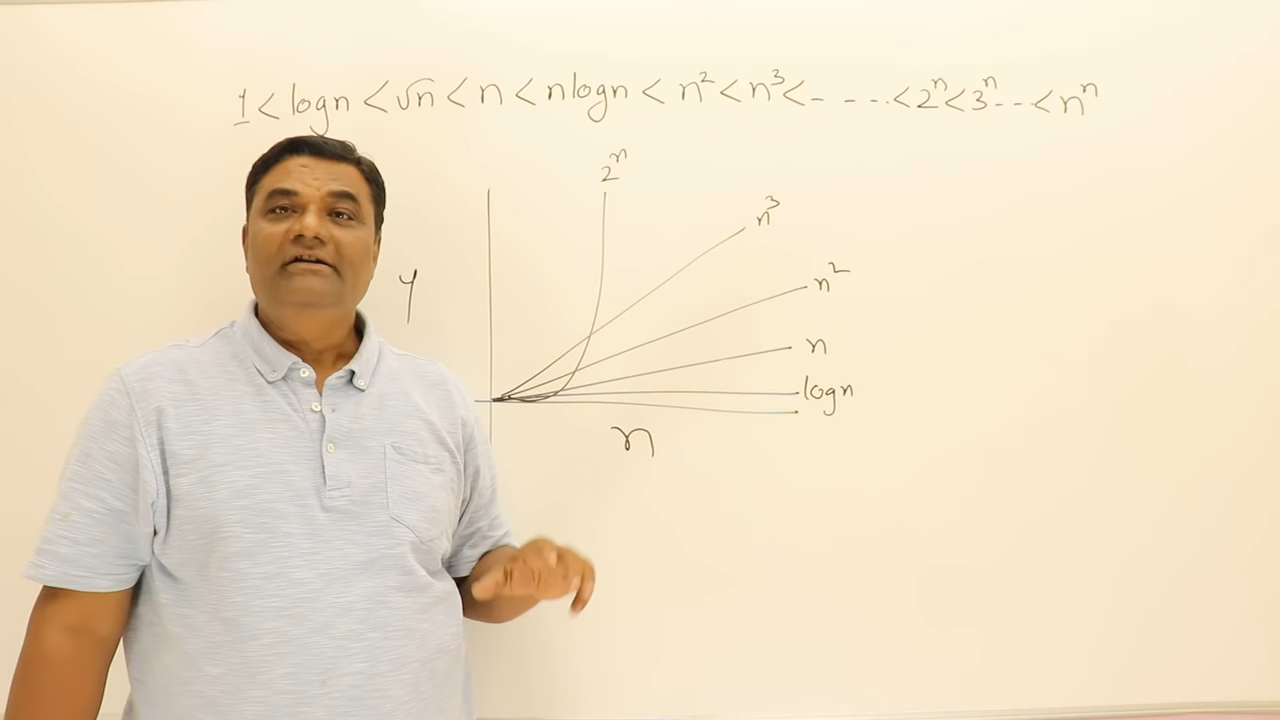 1 < logn < √n < n < nlogn < n² < n³ < - - - - - < 2ⁿ < 3ⁿ - - - < nⁿ
2ⁿ
n³
y
n²
n
logn
n